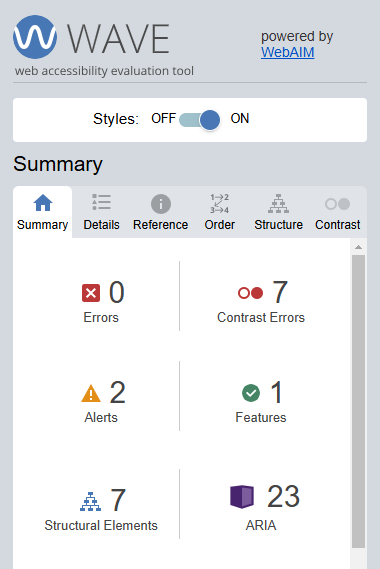 WAVE
web accessibility evaluation tool
powered by
WebAIM
Styles: OFF ON
Summary
Summary Details Reference Order Structure Contrast
0
Errors
7
Contrast Errors
2
Alerts
1
Features
7
Structural Elements
23
ARIA